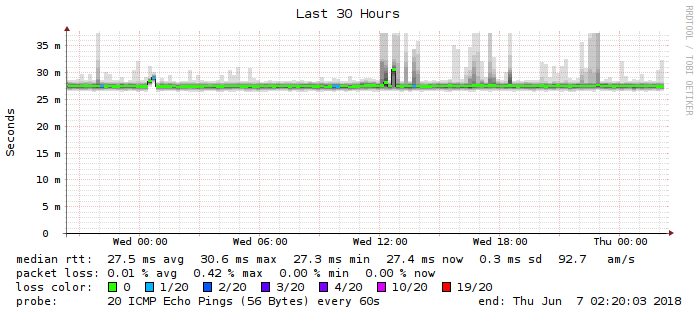 Last 30 Hours
RRDTOOL / TOBI OETIKER
Seconds
35 m
30 m
25 m
20 m
15 m
10 m
5 m
0
Wed 00:00 Wed 06:00 Wed 12:00 Wed 18:00 Thu 00:00
median rtt: 27.5 ms avg 30.6 ms max 27.3 ms min 27.4 ms now 0.3 ms sd 92.7 am/s
packet loss: 0.01 % avg 0.42 % max 0.00 % min 0.00 % now
loss color: 0 1/20 2/20 3/20 4/20 10/20 19/20
probe: 20 ICMP Echo Pings (56 Bytes) every 60s end: Thu Jun 7 02:20:03 2018